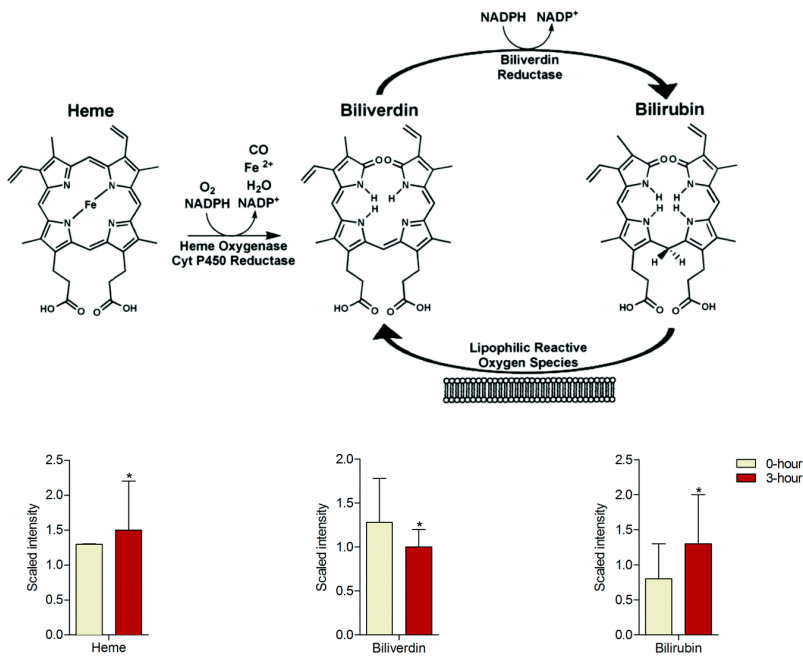 NADPH NADP+
Biliverdin
Reductase
Heme
Biliverdin
Bilirubin
CO
Fe 2+
H2O
NADP+
O2
NADPH
Heme Oxygenase
Cyt P450 Reductase
N
N
N
N
Fe
HO
O
O
OH
O
O
N
H
H
N
H
N
N
HO
O
O
OH
O
O
N
H
H
N
H
H
N
N
H
H
HO
O
O
OH
Lipophilic Reactive
Oxygen Species
2.5
2.0
1.5
1.0
0.5
0.0
Scaled intensity
*
Heme
2.0
1.5
1.0
0.5
0.0
Scaled intensity
*
Biliverdin
2.5
2.0
1.5
1.0
0.5
0.0
Scaled intensity
*
Bilirubin
0-hour
3-hour